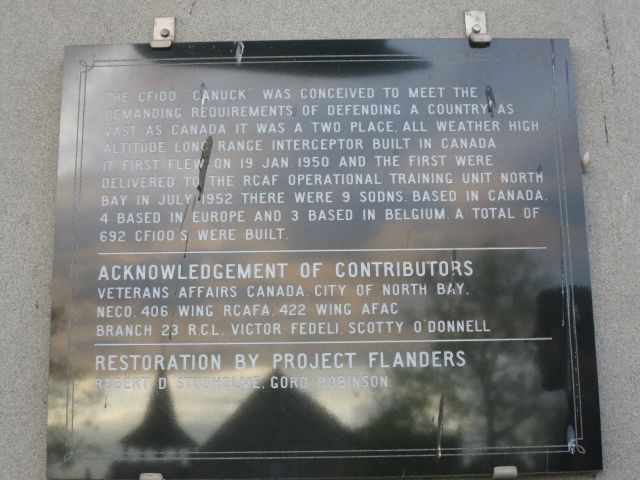 THE CF100 "CANUCK" WAS CONCEIVED TO MEET THE
DEMANDING REQUIREMENTS OF DEFENDING A COUNTRY AS
VAST AS CANADA. IT WAS A TWO PLACE, ALL WEATHER HIGH
ALTITUDE LONG RANGE INTERCEPTOR BUILT IN CANADA.
IT FIRST FLEW ON 19 JAN. 1950 AND THE FIRST WERE
DELIVERED TO THE RCAF OPERATIONAL TRAINING UNIT NORTH
BAY IN JULY 1952. THERE WERE 9 SQDNS. BASED IN CANADA,
4 BASED IN EUROPE AND 3 BASED IN BELGIUM. A TOTAL OF
692 CF100'S WERE BUILT.
ACKNOWLEDGEMENT OF CONTRIBUTORS
VETERANS AFFAIRS CANADA, CITY OF NORTH BAY,
NECO, 406 WING RCAFA, 422 WING AFAC
BRANCH 23 R.C.L. VICTOR FEDELI, SCOTTY O'DONNELL
RESTORATION BY PROJECT FLANDERS
ROBERT D. STUDHOLME, GORD ROBINSON.